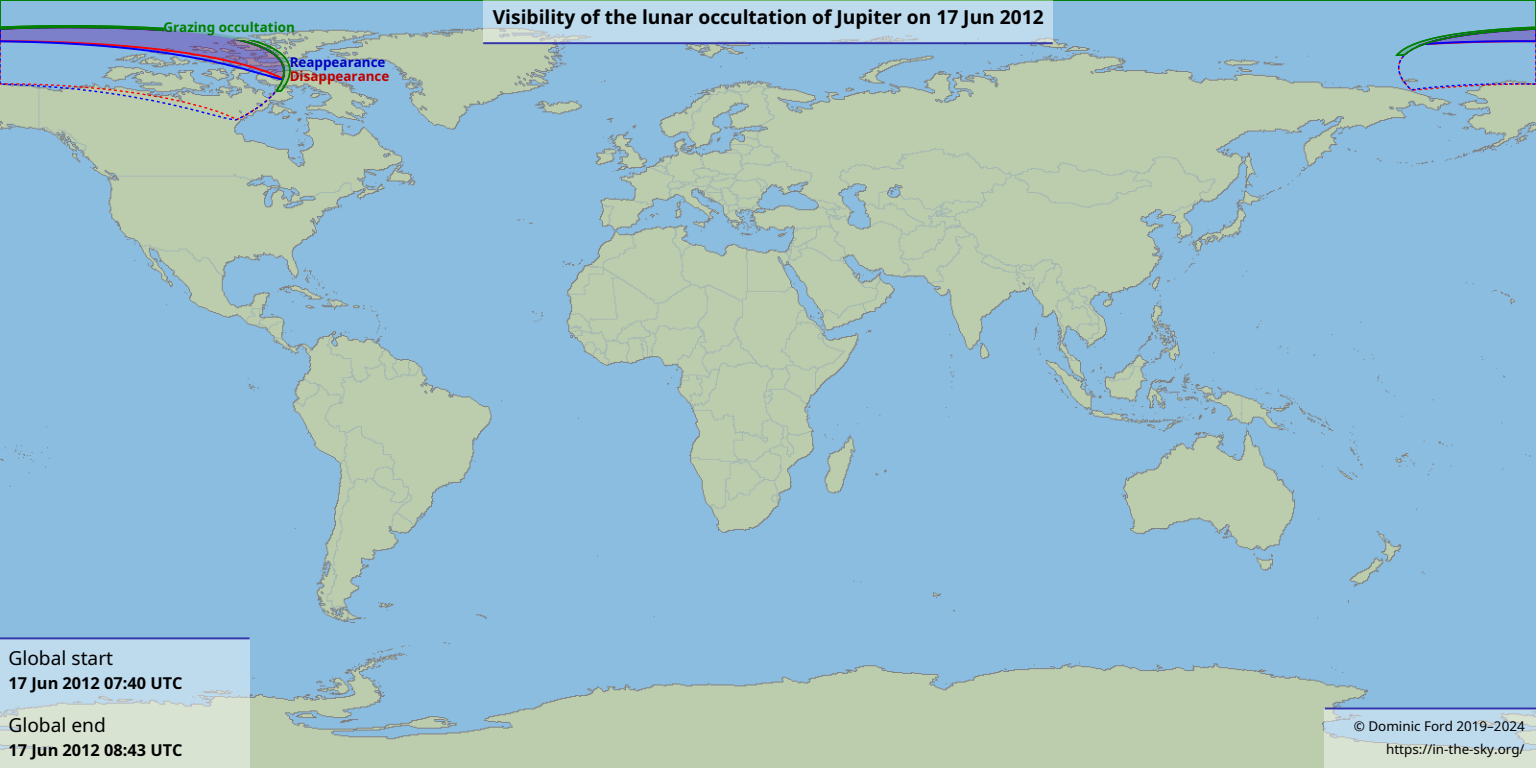 Visibility of the lunar occultation of Jupiter on 17 Jun 2012
Grazing occultation
Reappearance
Disappearance
Global start
17 Jun 2012 07:40 UTC
Global end
17 Jun 2012 08:43 UTC
© Dominic Ford 2019–2024
https://in-the-sky.org/